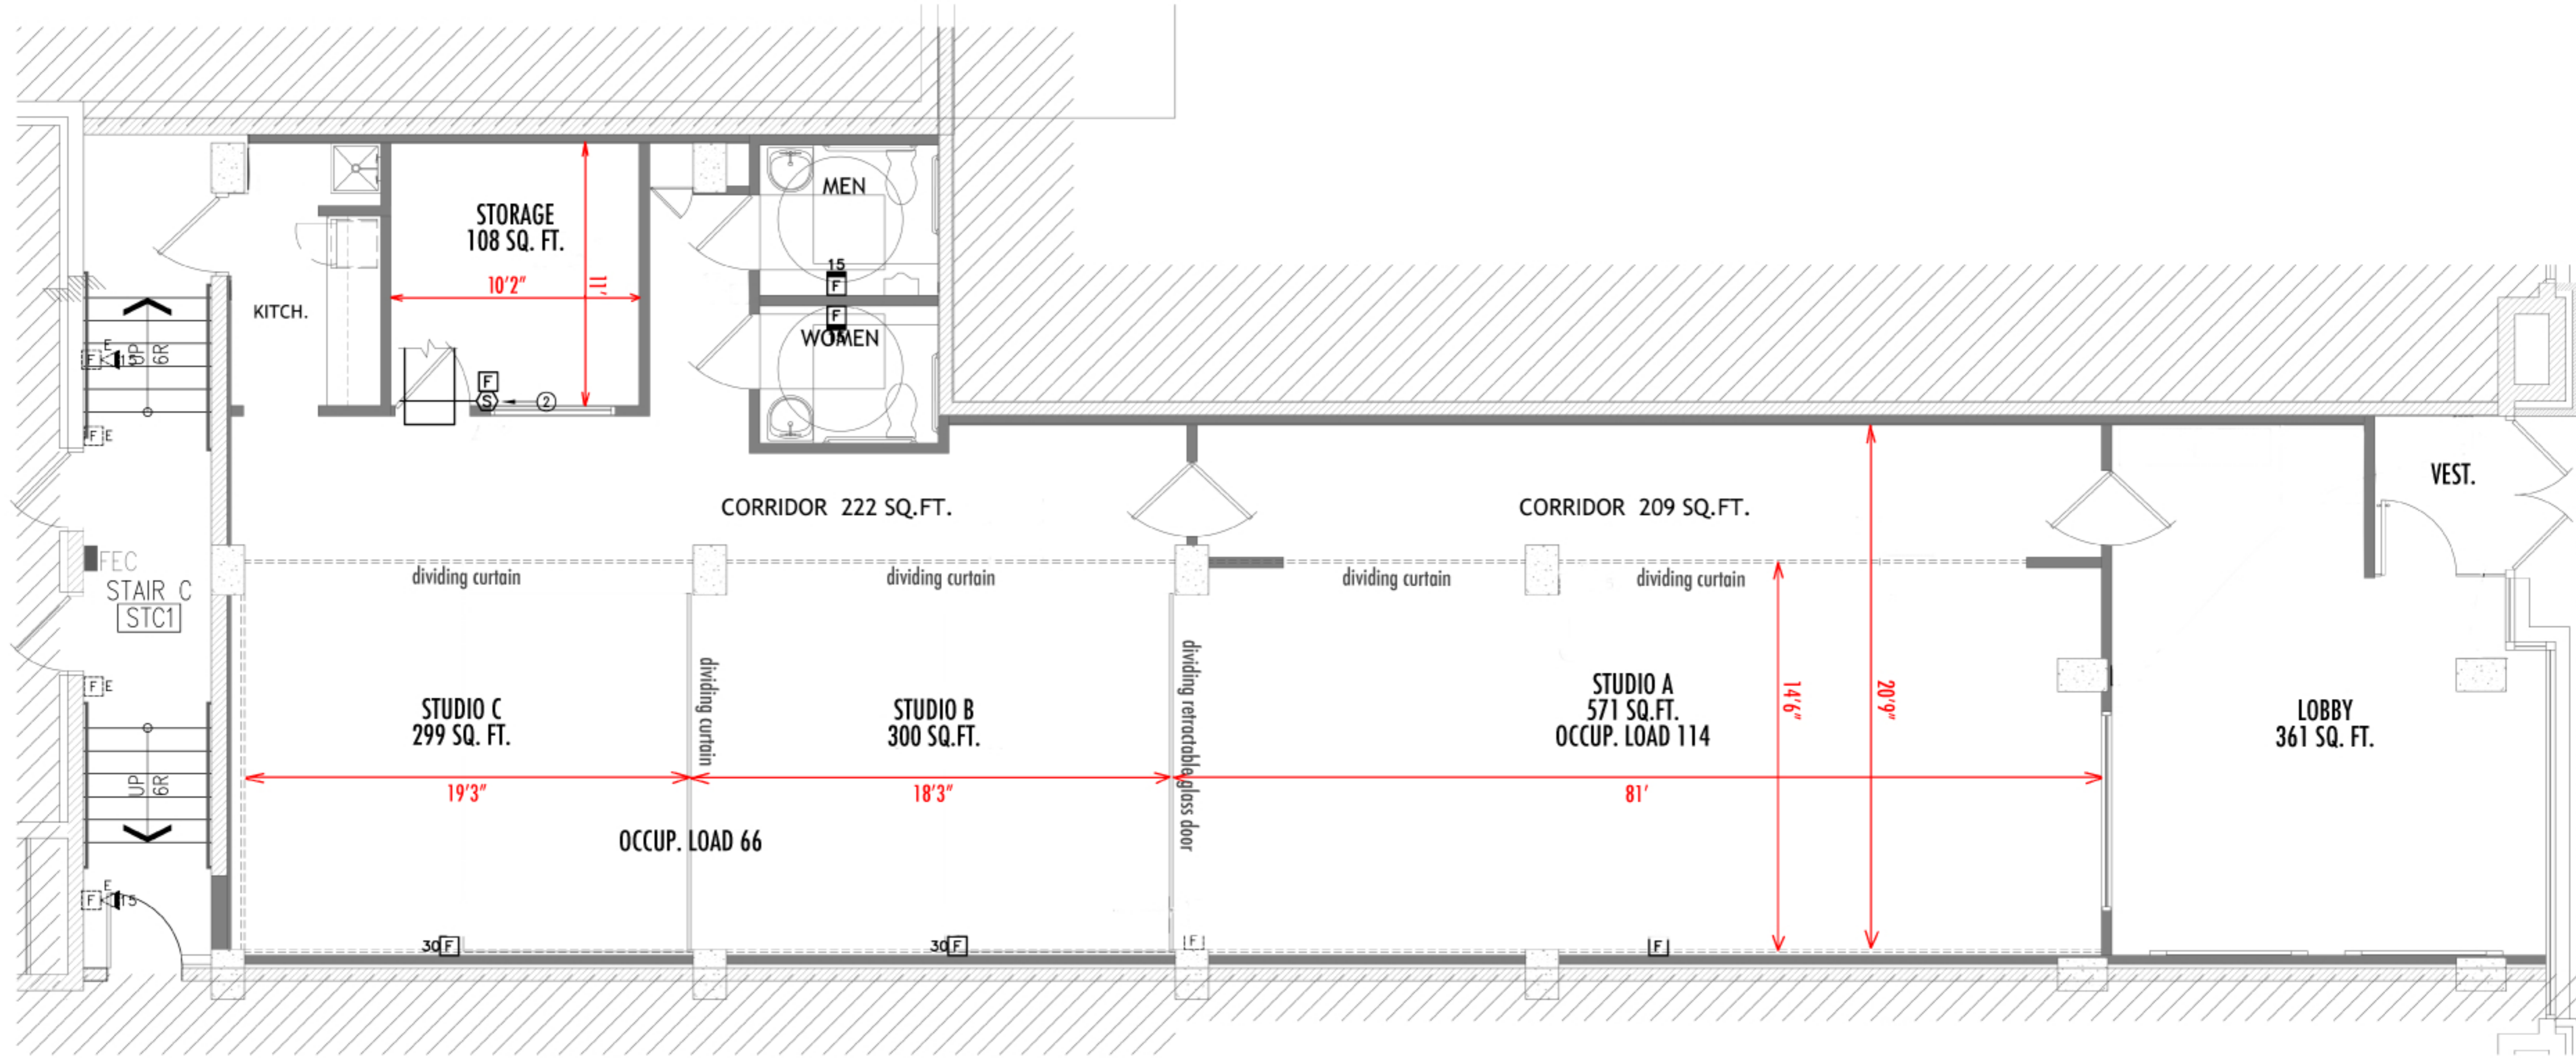 STORAGE
108 SQ. FT.
10'2"
11'
MEN
15
F
F
15
WOMEN
KITCH.
F
S
2
E
F
15
UP
6R
F E
CORRIDOR 222 SQ.FT.
CORRIDOR 209 SQ.FT.
VEST.
FEC
STAIR C
STC1
dividing curtain
dividing curtain
dividing curtain
dividing curtain
F E
dividing curtain
dividing retractable glass door
STUDIO C
299 SQ. FT.
STUDIO B
300 SQ.FT.
STUDIO A
571 SQ.FT.
OCCUP. LOAD 114
14'6"
20'9"
LOBBY
361 SQ. FT.
UP
6R
19'3"
18'3"
81'
OCCUP. LOAD 66
E
F
15
30 F
30 F
F
F